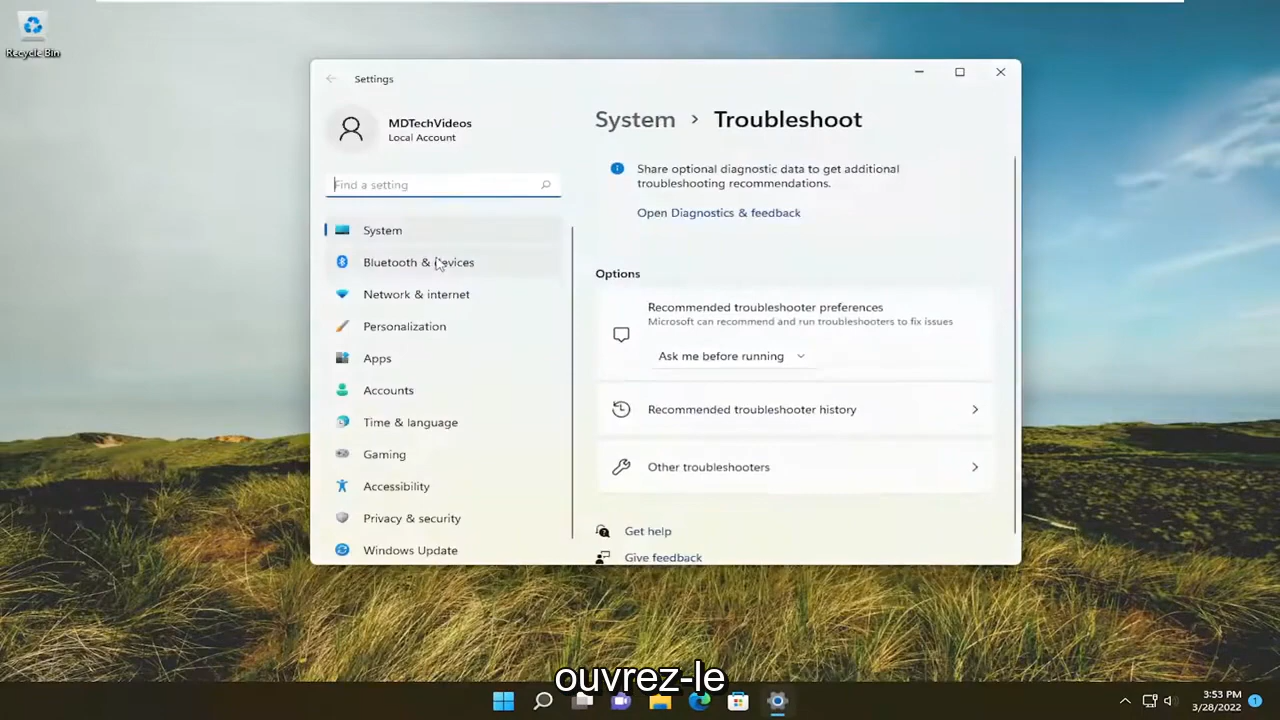 Recycle Bin
Settings
MDTechVideos
Local Account
Find a setting
System
Bluetooth & devices
Network & internet
Personalization
Apps
Accounts
Time & language
Gaming
Accessibility
Privacy & security
Windows Update
System > Troubleshoot
Share optional diagnostic data to get additional
troubleshooting recommendations.
Open Diagnostics & feedback
Options
Recommended troubleshooter preferences
Microsoft can recommend and run troubleshooters to fix issues
Ask me before running
Recommended troubleshooter history
Other troubleshooters
Get help
Give feedback
ouvrez-le
3:53 PM
3/28/2022
1